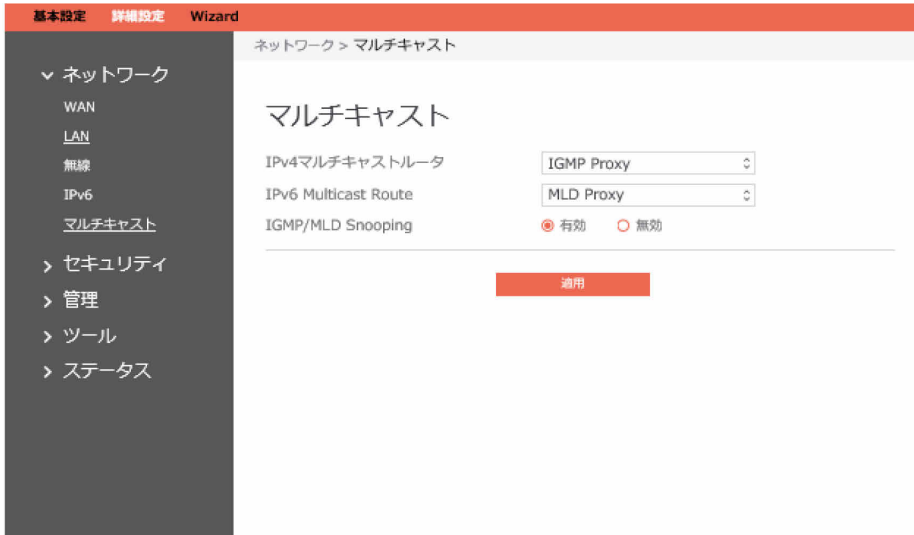 基本設定 詳細設定 Wizard
ネットワーク > マルチキャスト
ネットワーク
WAN
LAN
無線
IPv6
マルチキャスト
セキュリティ
管理
ツール
ステータス
マルチキャスト
IPv4マルチキャストルータ IGMP Proxy
IPv6 Multicast Route MLD Proxy
IGMP/MLD Snooping 有効 無効
適用